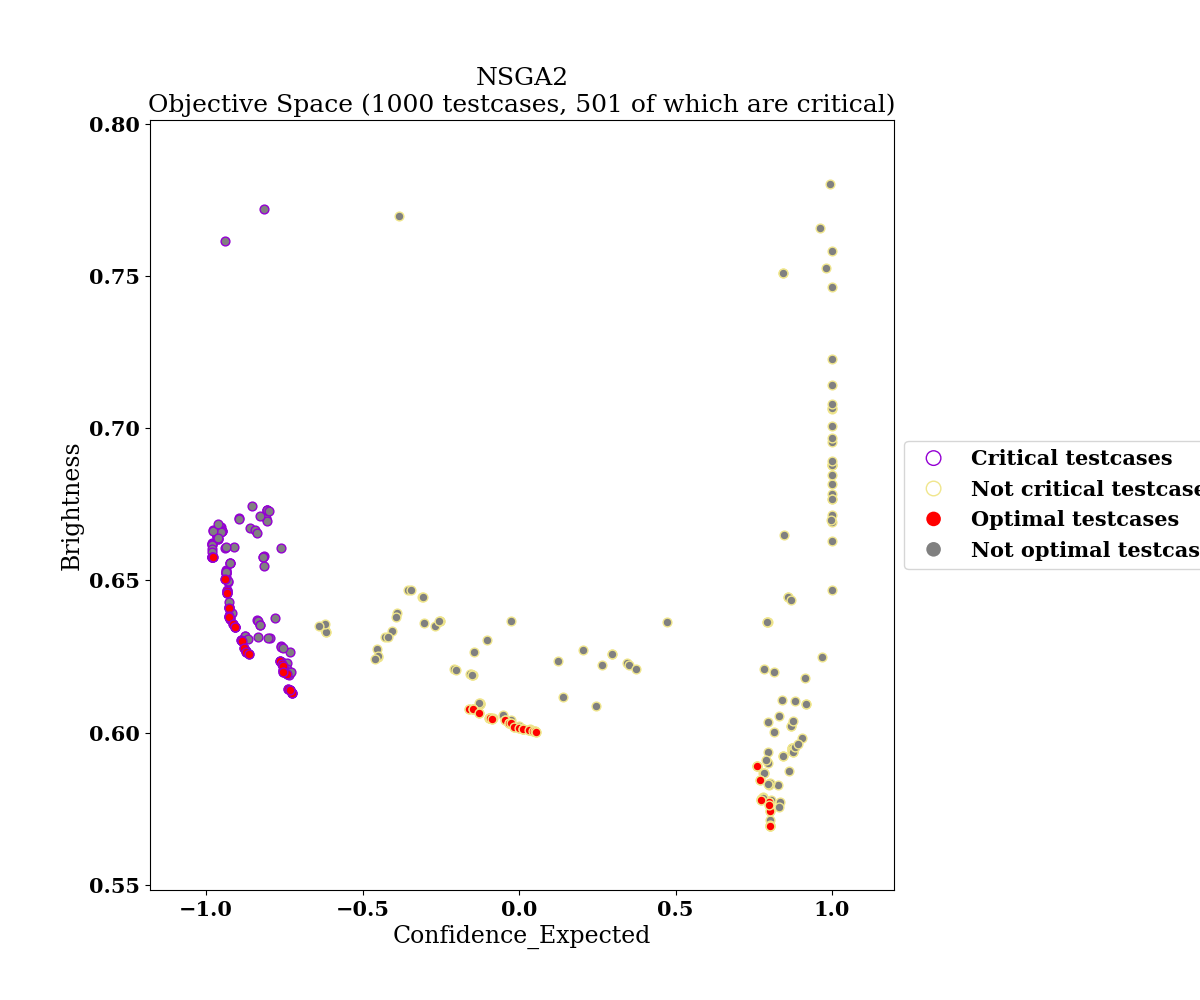 NSGA2
Objective Space (1000 testcases, 501 of which are critical)
0.80
0.75
0.70
0.65
0.60
0.55
Brightness
−1.0
−0.5
0.0
0.5
1.0
Confidence_Expected
Critical testcases
Not critical testcase
Optimal testcases
Not optimal testcas